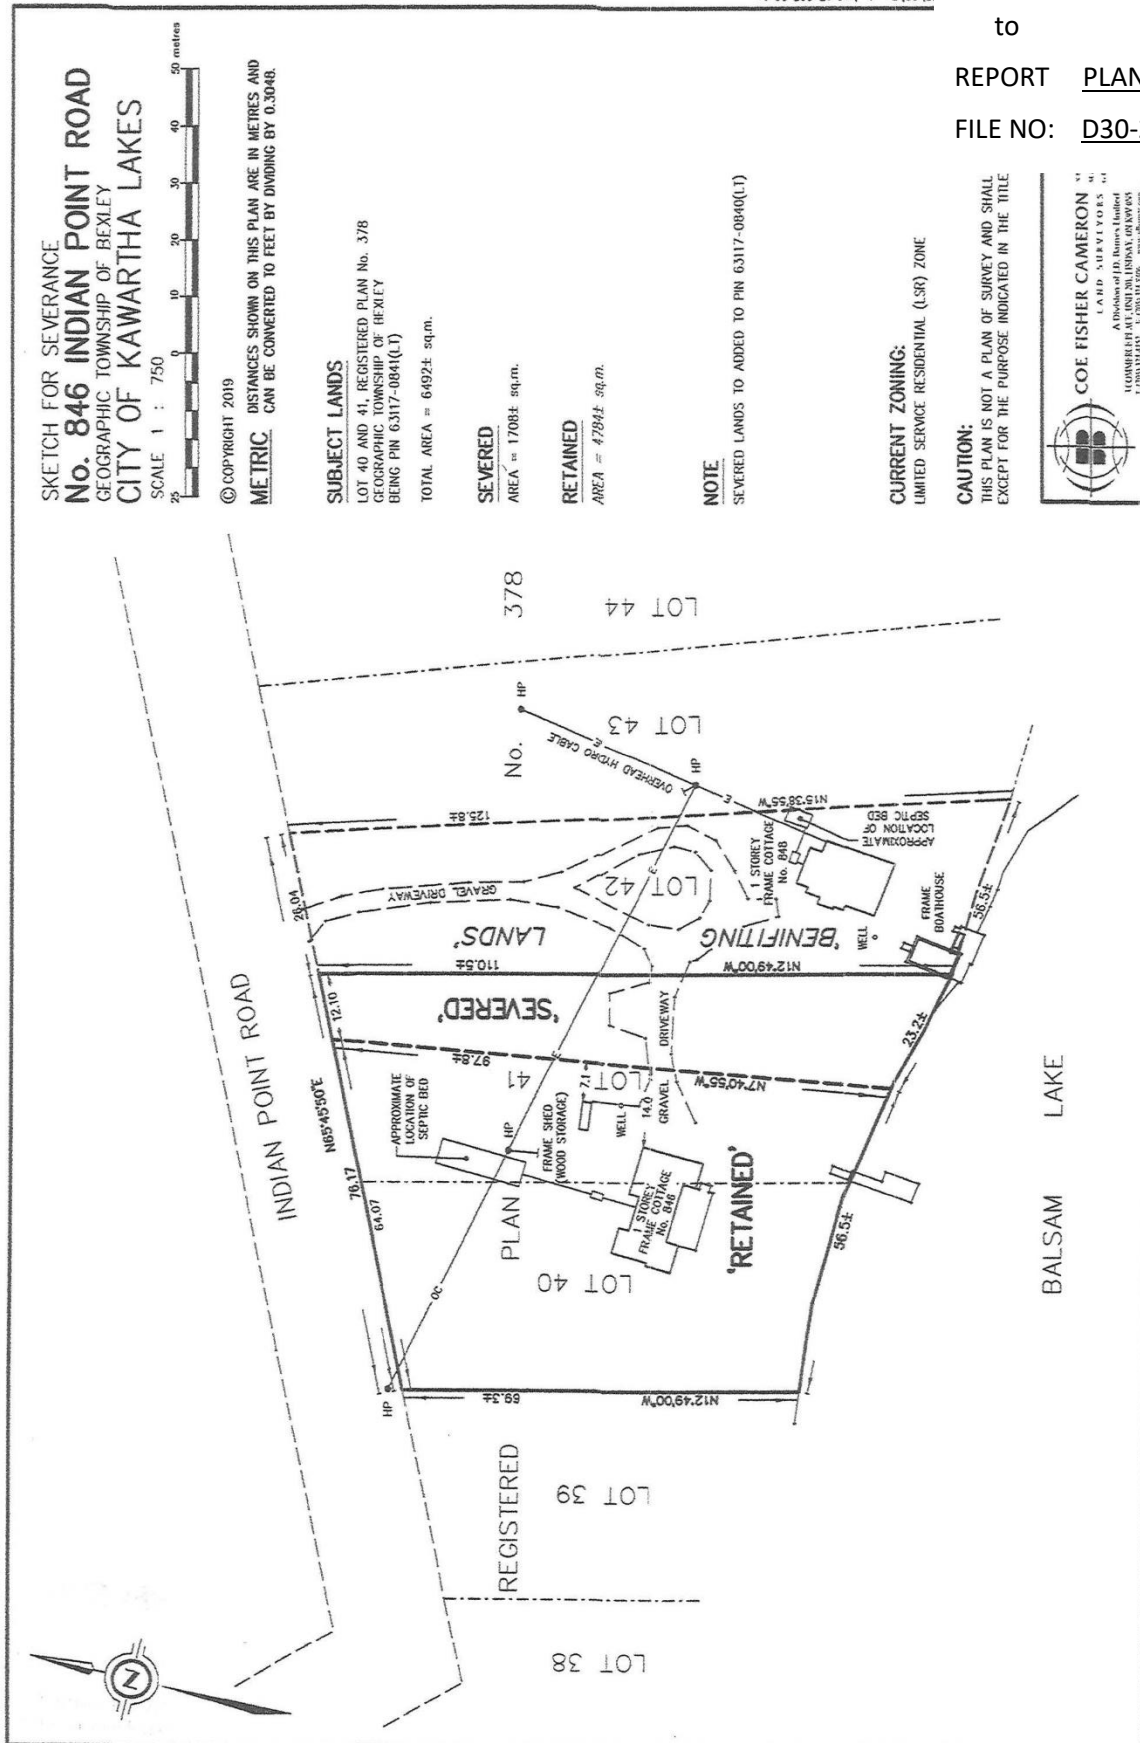 to
REPORT PLAN
FILE NO: D30-
SKETCH FOR SEVERANCE
No. 846 INDIAN POINT ROAD
GEOGRAPHIC TOWNSHIP OF BEXLEY
CITY OF KAWARTHA LAKES
SCALE 1 : 750
25 0 10 20 30 40 50 metres
© COPYRIGHT 2019
METRIC DISTANCES SHOWN ON THIS PLAN ARE IN METRES AND
CAN BE CONVERTED TO FEET BY DIVIDING BY 0.3048.
SUBJECT LANDS
LOT 40 AND 41, REGISTERED PLAN No. 378
GEOGRAPHIC TOWNSHIP OF BEXLEY
BEING PIN 63117-0841(LT)
TOTAL AREA = 6492± sq.m.
SEVERED
AREA = 1708± sq.m.
RETAINED
AREA = 4784± sq.m.
NOTE
SEVERED LANDS TO ADDED TO PIN 63117-0840(LT)
CURRENT ZONING:
LIMITED SERVICE RESIDENTIAL (LSR) ZONE
CAUTION:
THIS PLAN IS NOT A PLAN OF SURVEY AND SHALL
EXCEPT FOR THE PURPOSE INDICATED IN THE TITLE
COE FISHER CAMERON
LAND SURVEYORS
A Division of J.D. Barnes Limited
INDIAN POINT ROAD
N65°45'50"E
76.17
64.07
12.10
26.04
REGISTERED
PLAN
No.
378
LOT 38
LOT 39
LOT 40
LOT 41
LOT 42
LOT 43
LOT 44
69.3±
N12°49'00"W
97.8±
N7°40'55"W
110.5±
N12°49'00"W
125.8±
N15°38'55"W
'SEVERED'
'BENIFITING
LANDS'
'RETAINED'
GRAVEL DRIVEWAY
GRAVEL
DRIVEWAY
OVERHEAD HYDRO CABLE
HP
HP
HP
HP
OC
E
E
E
E
E
APPROXIMATE
LOCATION OF
SEPTIC BED
FRAME SHED
(WOOD STORAGE)
7.1
WELL
14.0
1 STOREY
FRAME COTTAGE
No. 846
1 STOREY
FRAME COTTAGE
No. 848
APPROXIMATE
LOCATION OF
SEPTIC BED
WELL
FRAME
BOATHOUSE
56.5±
23.2±
56.5±
BALSAM LAKE
N